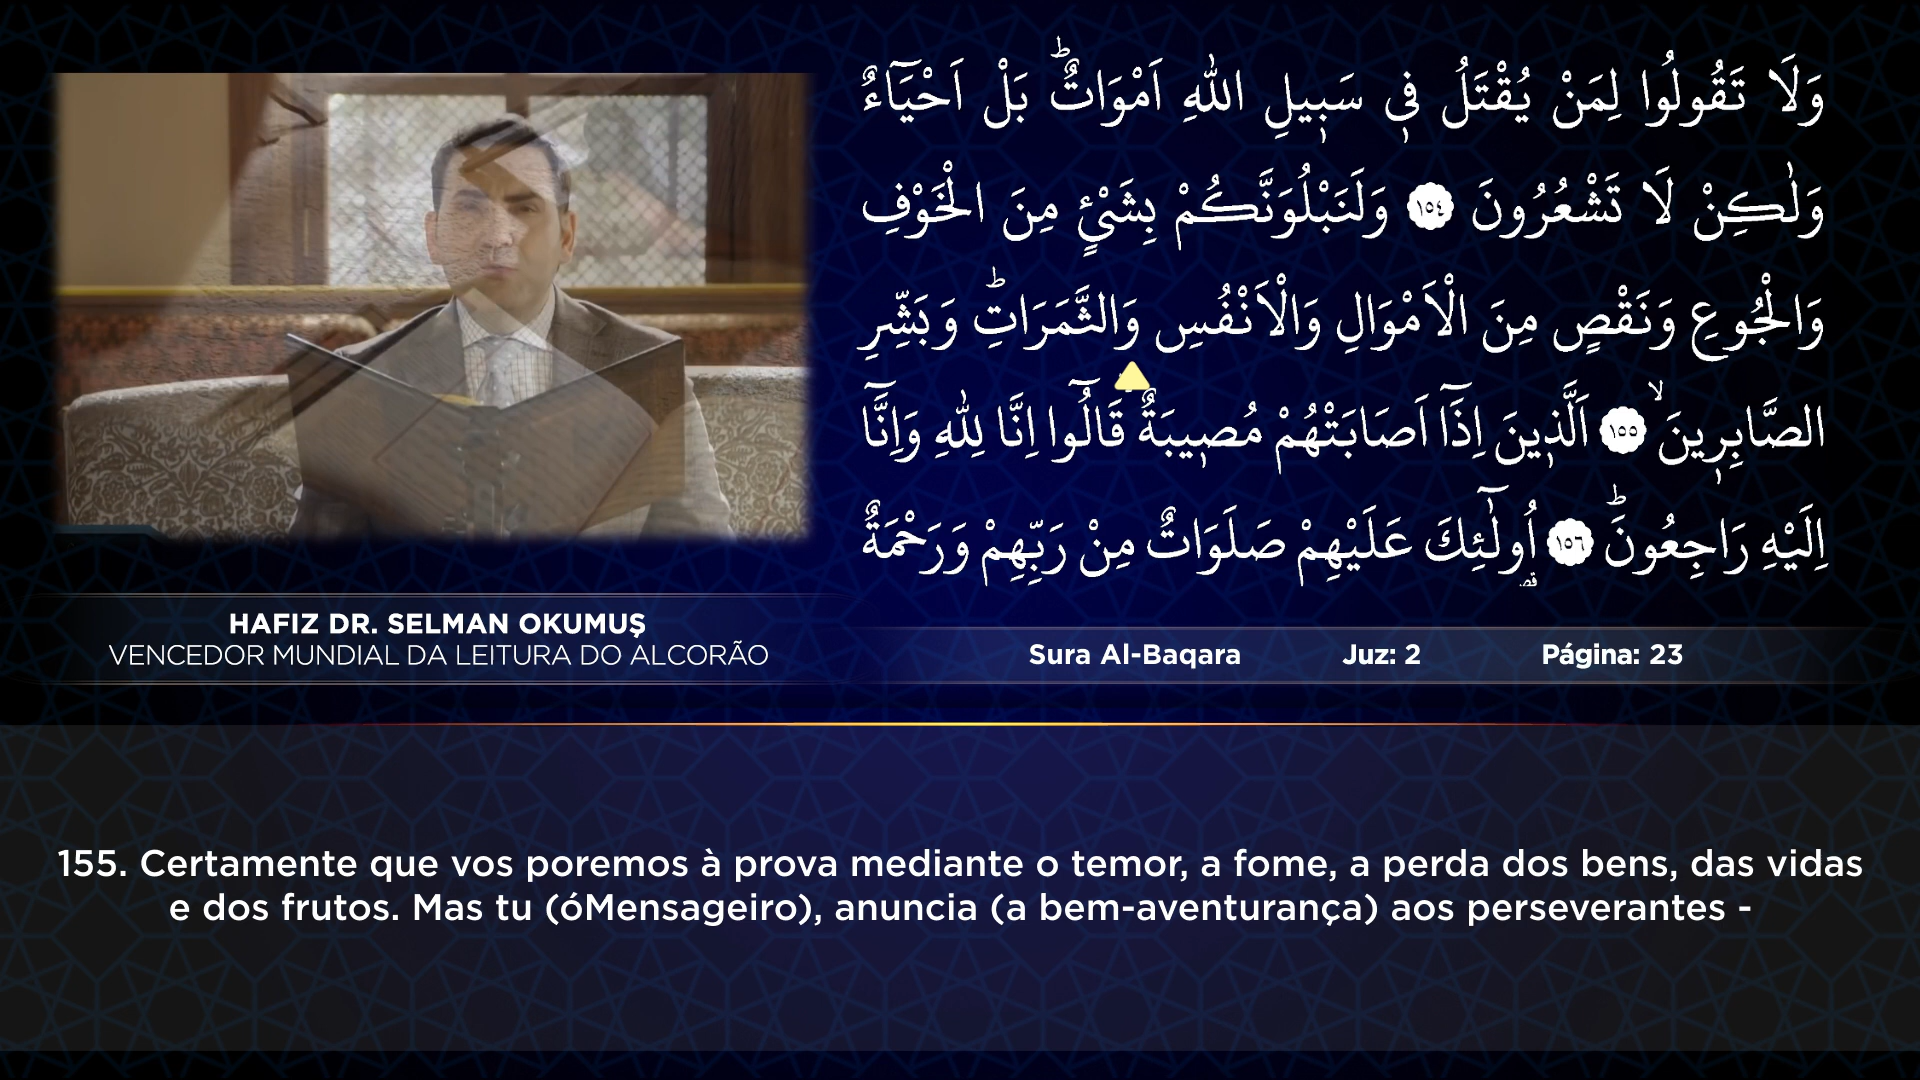 وَلَا تَقُولُوا لِمَنْ يُقْتَلُ ف۪ي سَب۪يلِ اللّٰهِ اَمْوَاتٌۜ بَلْ اَحْيَٓاءٌ
وَلٰكِنْ لَا تَشْعُرُونَ ١٥٤ وَلَنَبْلُوَنَّكُمْ بِشَيْءٍ مِنَ الْخَوْفِ
وَالْجُوعِ وَنَقْصٍ مِنَ الْاَمْوَالِ وَالْاَنْفُسِ وَالثَّمَرَاتِۜ وَبَشِّرِ
الصَّابِر۪ينَۙ ١٥٥ اَلَّذ۪ينَ اِذَٓا اَصَابَتْهُمْ مُص۪يبَةٌ قَالُٓوا اِنَّا لِلّٰهِ وَاِنَّٓا
اِلَيْهِ رَاجِعُونَۜ ١٥٦ اُو۬لٰٓئِكَ عَلَيْهِمْ صَلَوَاتٌ مِنْ رَبِّهِمْ وَرَحْمَةٌ
HAFIZ DR. SELMAN OKUMUŞ
VENCEDOR MUNDIAL DA LEITURA DO ALCORÃO
Sura Al-Baqara Juz: 2 Página: 23
155. Certamente que vos poremos à prova mediante o temor, a fome, a perda dos bens, das vidas
e dos frutos. Mas tu (óMensageiro), anuncia (a bem-aventurança) aos perseverantes -